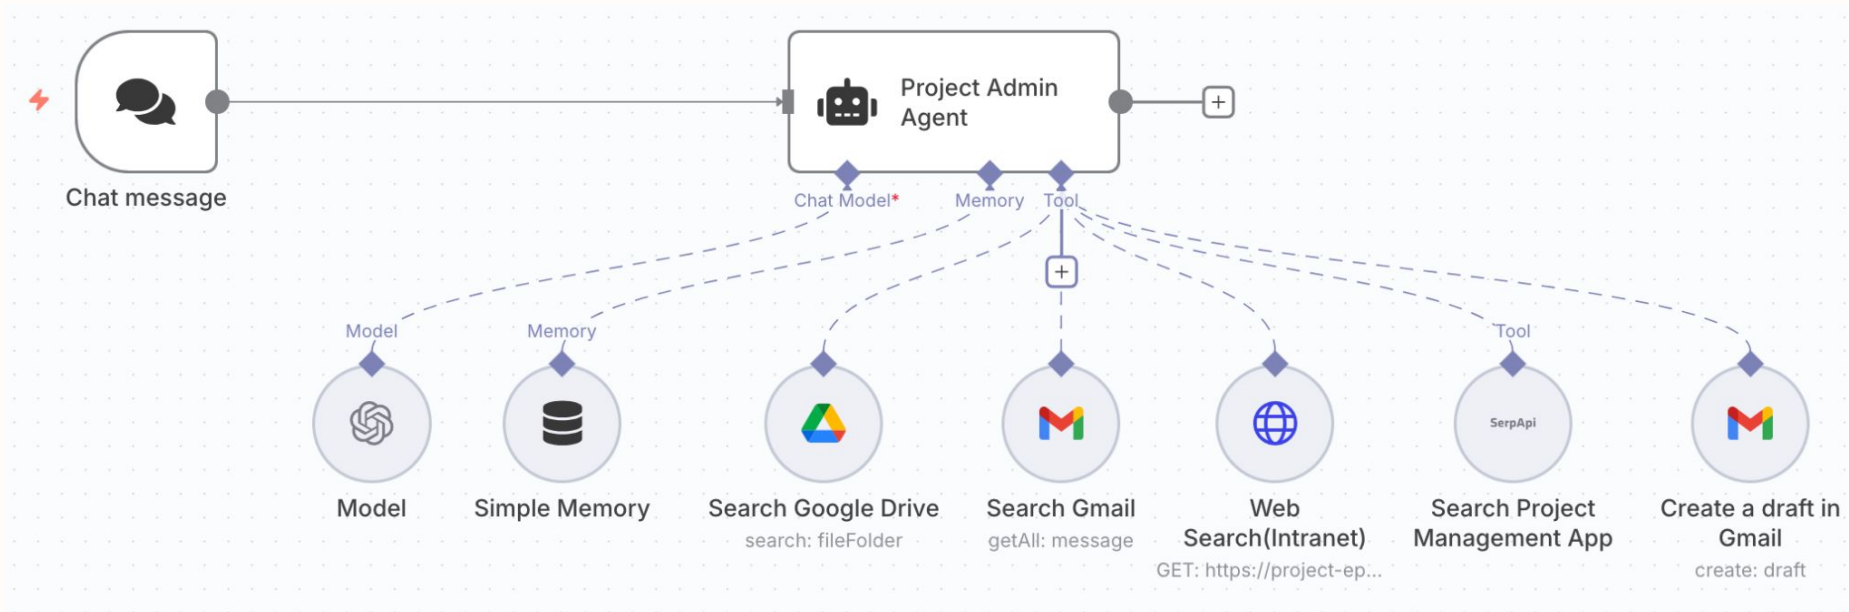 Project Admin
Agent
Chat message
Chat Model*
Memory
Tool
Model
Memory
Tool
SerpApi
Model
Simple Memory
Search Google Drive
search: fileFolder
Search Gmail
getAll: message
Web
Search(Intranet)
GET: https://project-ep...
Search Project
Management App
Create a draft in
Gmail
create: draft